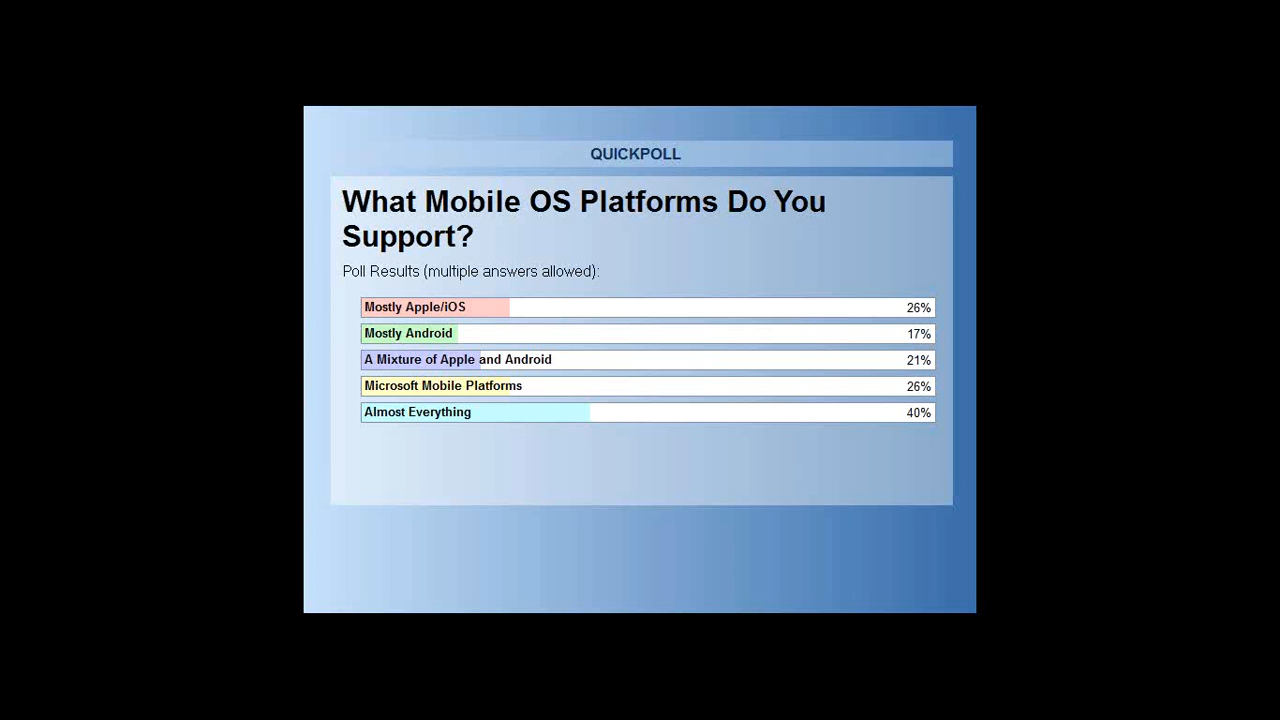 QUICKPOLL
What Mobile OS Platforms Do You
Support?
Poll Results (multiple answers allowed):
Mostly Apple/iOS 26%
Mostly Android 17%
A Mixture of Apple and Android 21%
Microsoft Mobile Platforms 26%
Almost Everything 40%